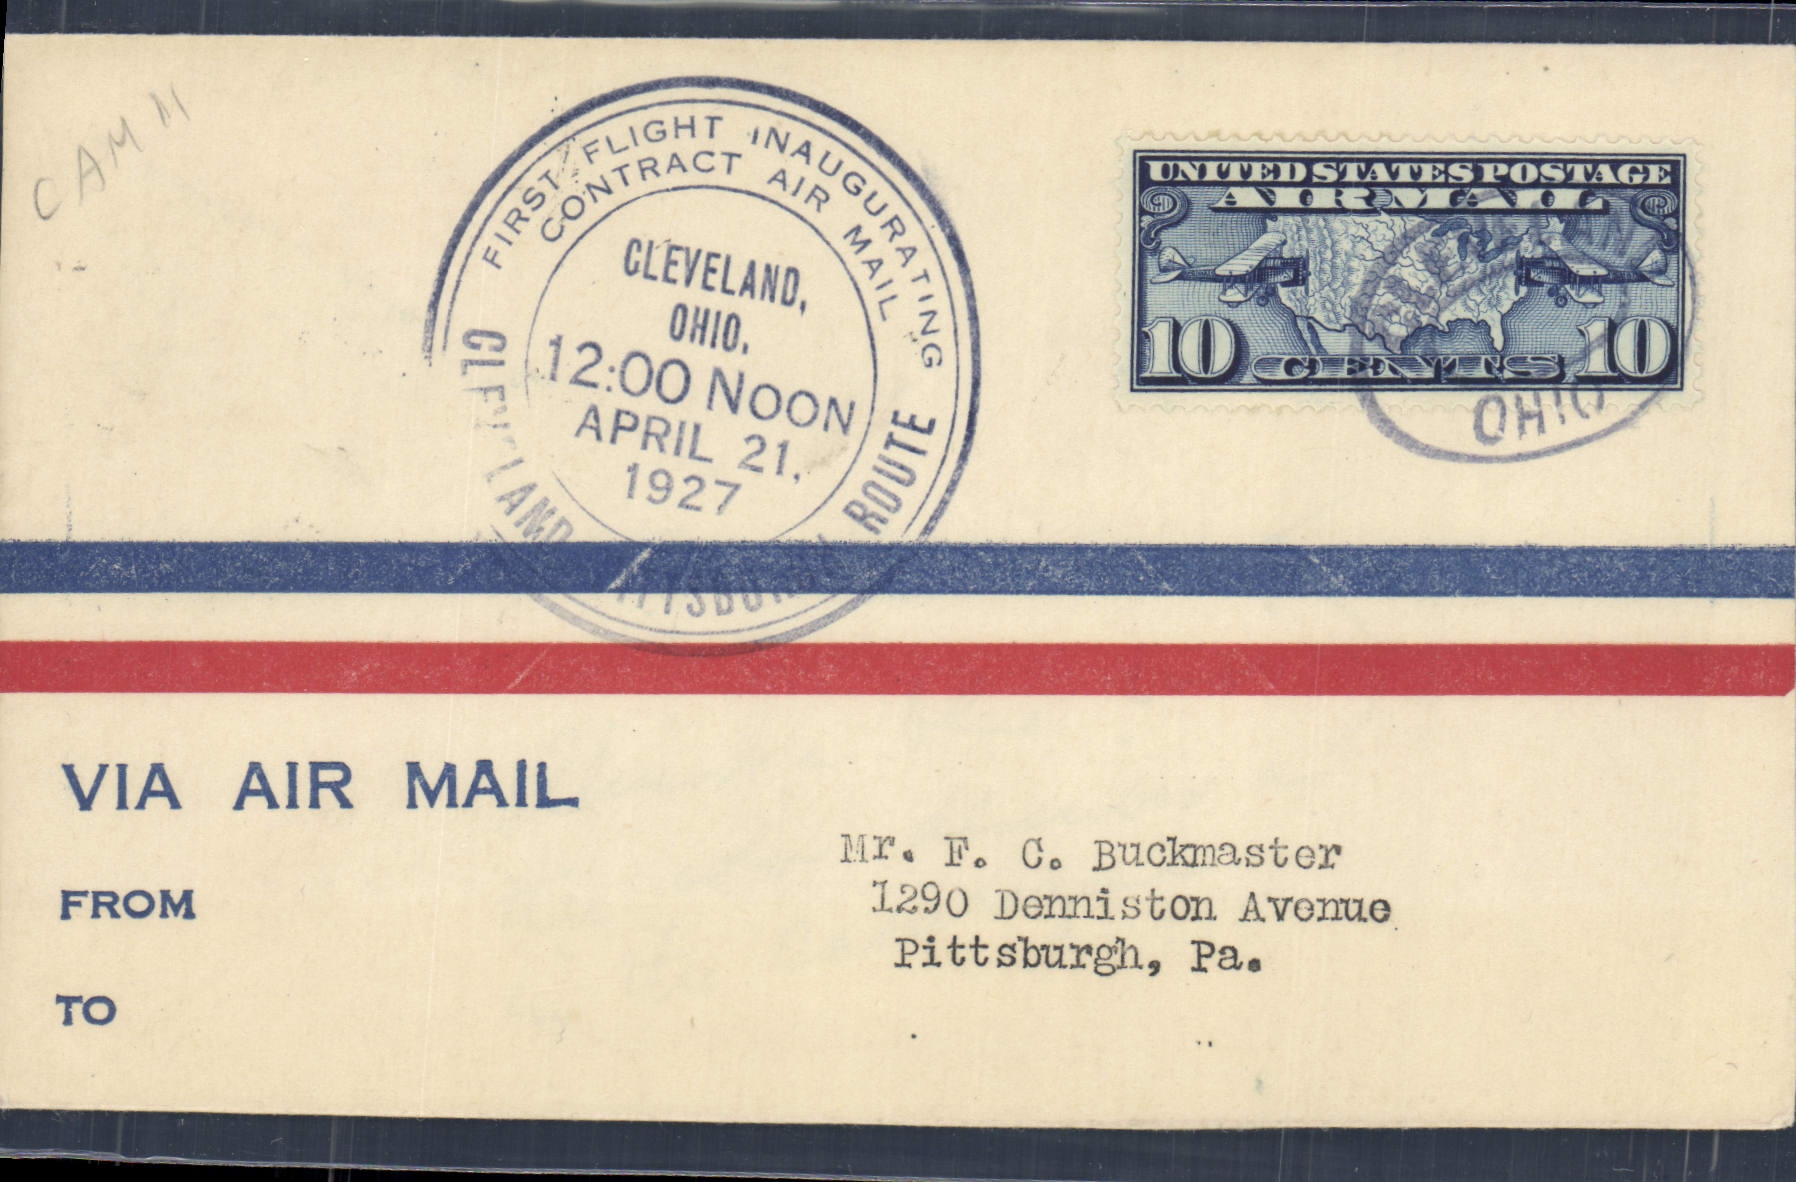 CAM 11
FIRST FLIGHT INAUGURATING
CONTRACT AIR MAIL
CLEVELAND,
OHIO.
12:00 NOON
APRIL 21,
1927
CLEVELAND PITTSBURGH ROUTE
UNITED STATES POSTAGE
AIR MAIL
10 CENTS 10
OHIO
VIA AIR MAIL
FROM
TO
Mr. F. C. Buckmaster
1290 Denniston Avenue
Pittsburgh, Pa.